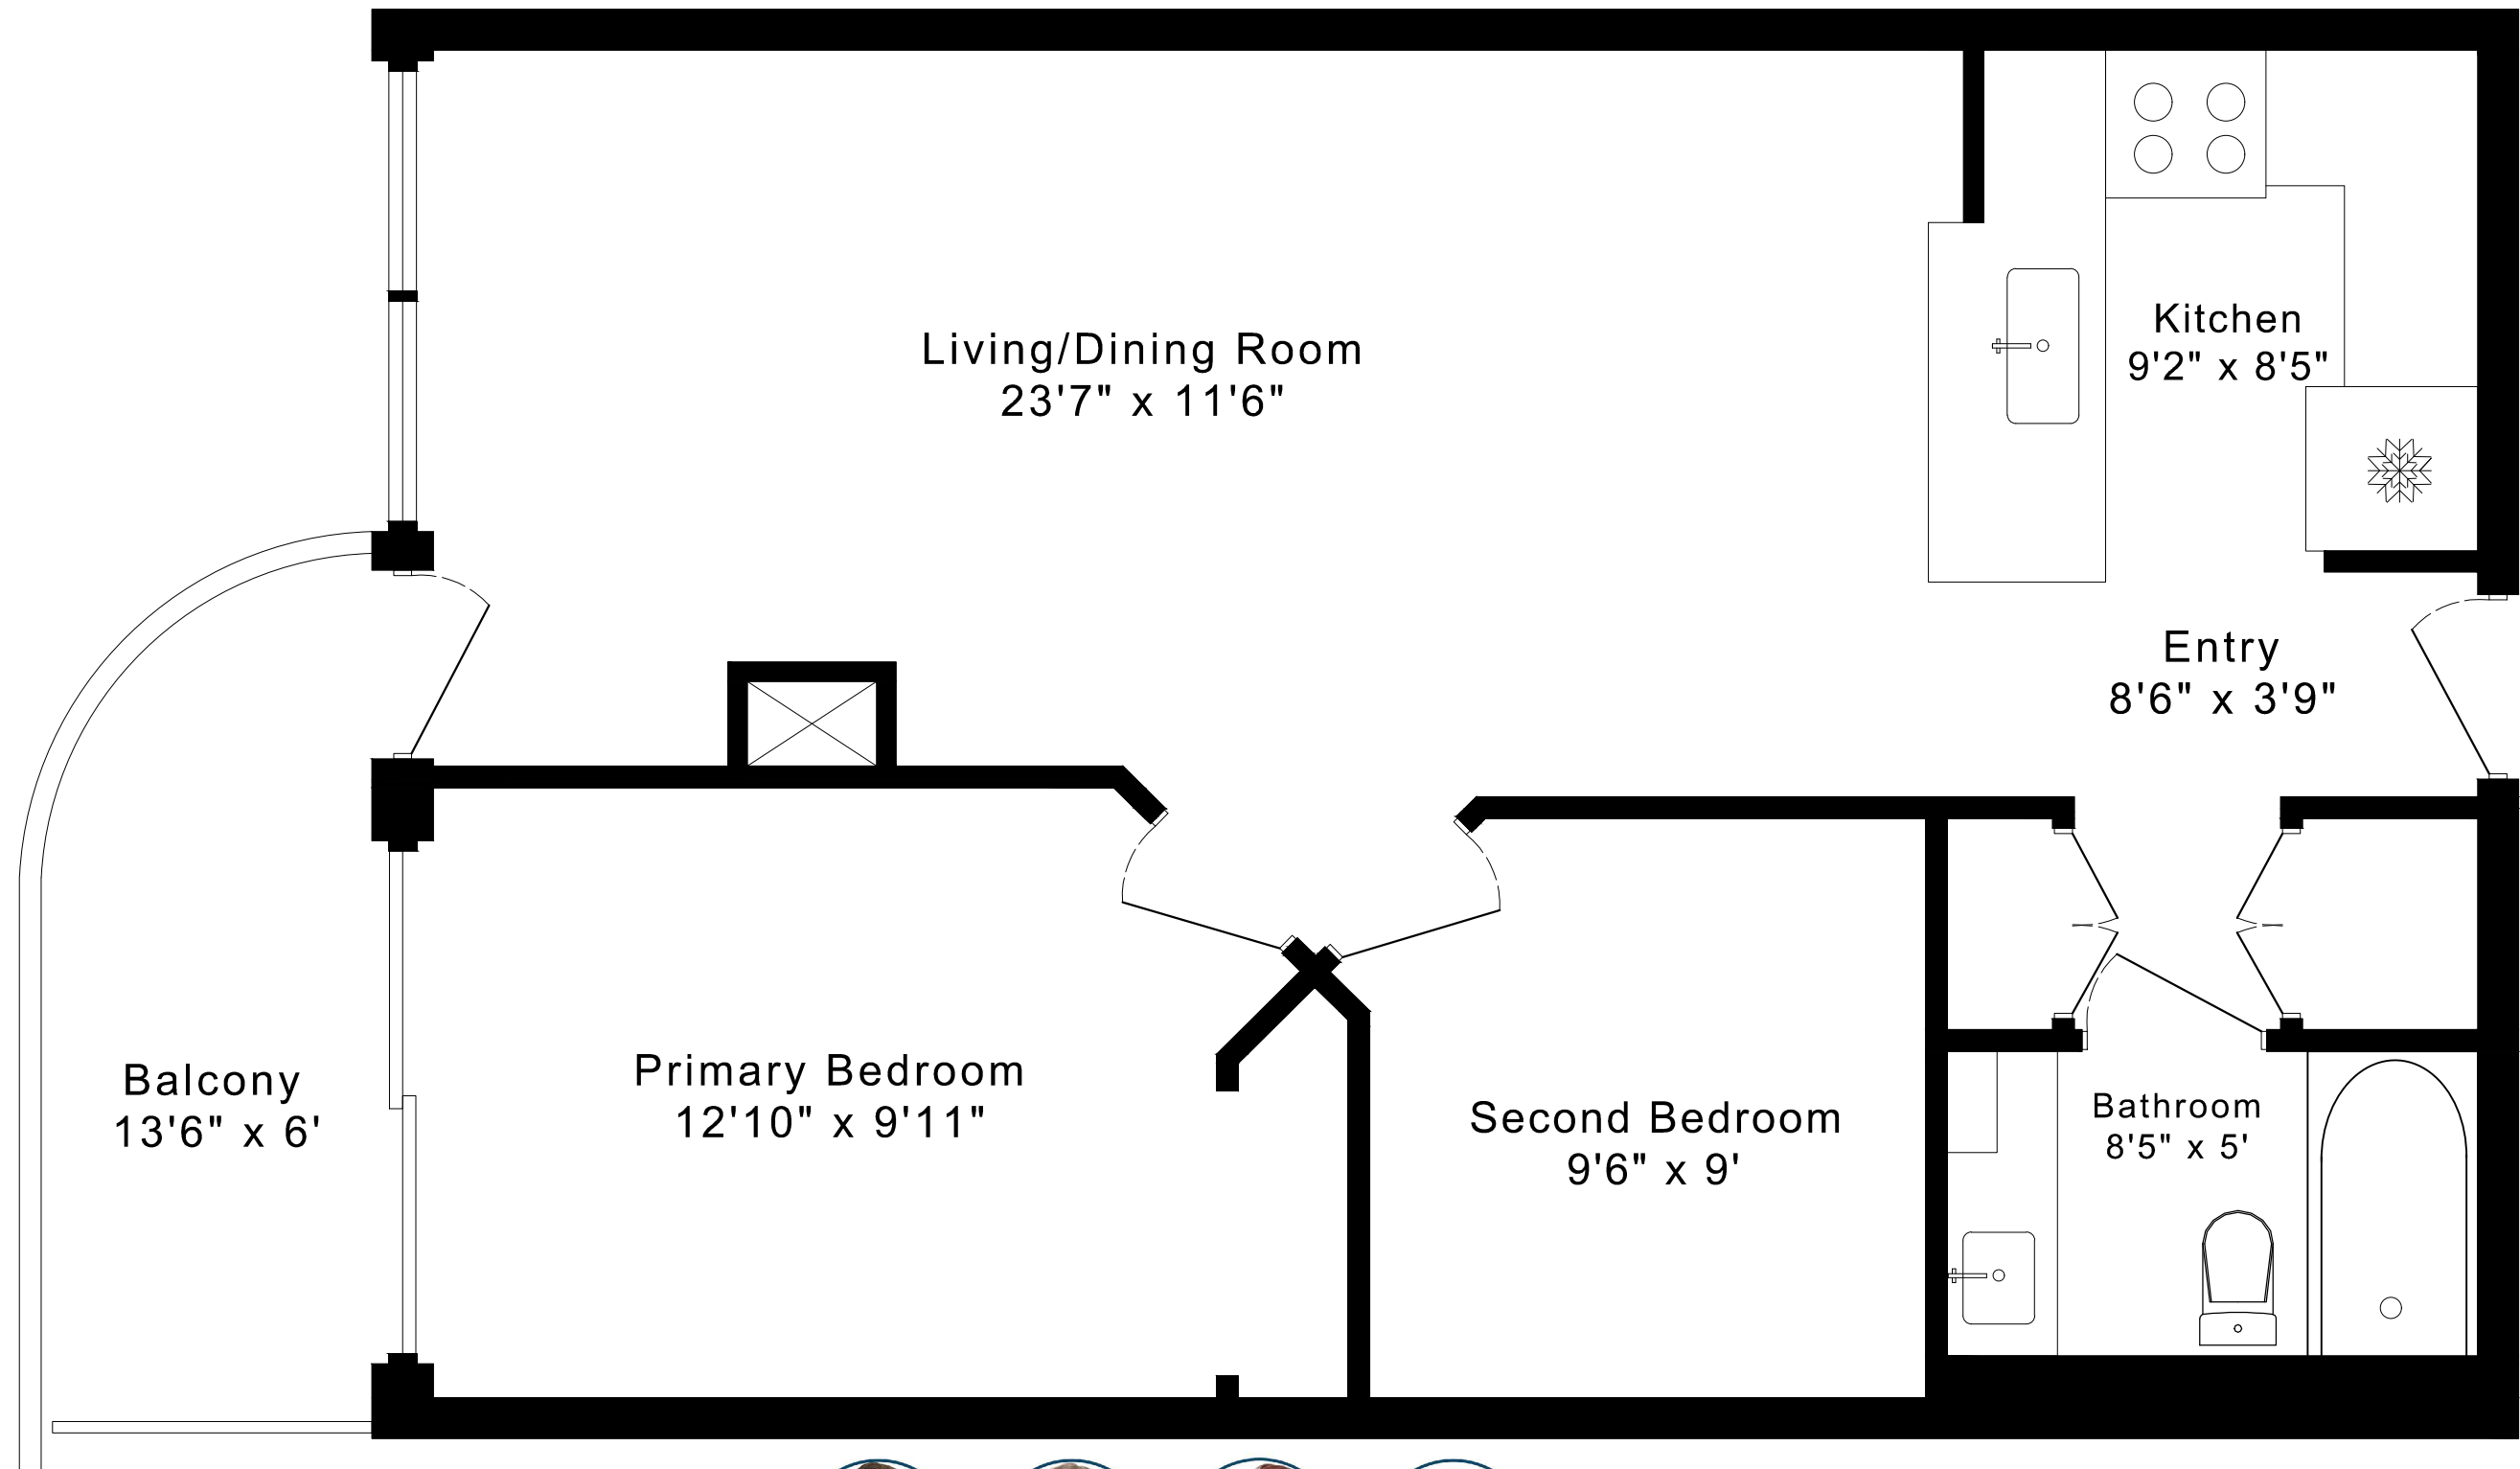 Living/Dining Room
23'7" x 11'6"
Kitchen
9'2" x 8'5"
Entry
8'6" x 3'9"
Balcony
13'6" x 6'
Primary Bedroom
12'10" x 9'11"
Second Bedroom
9'6" x 9'
Bathroom
8'5" x 5'